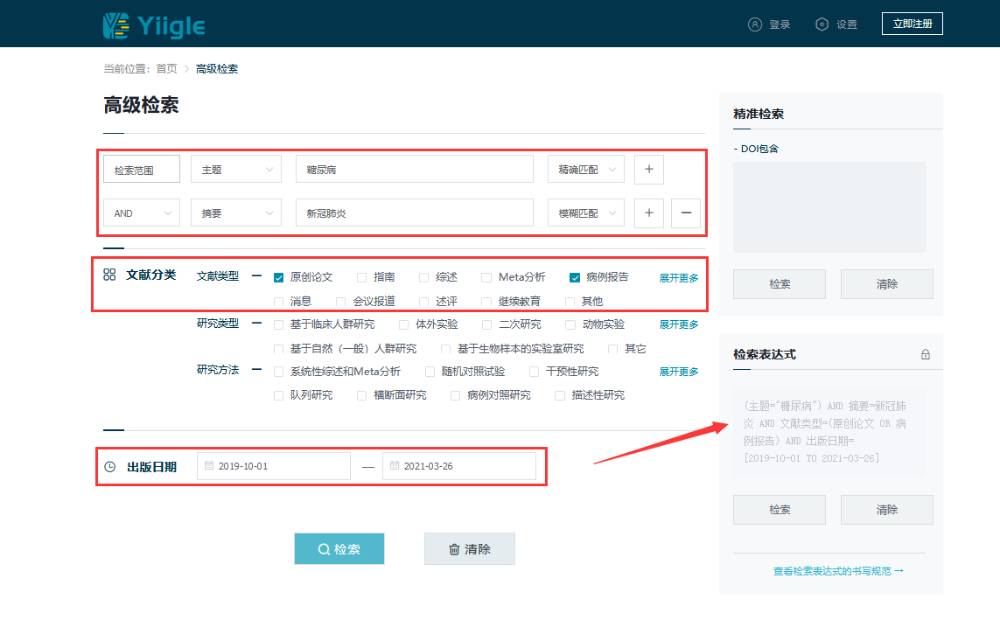 Yiigle
登录 设置 立即注册
当前位置: 首页 > 高级检索
高级检索
检索范围 主题 糖尿病 精确匹配 +
AND 摘要 新冠肺炎 模糊匹配 + —
文献分类 文献类型 — 原创论文 指南 综述 Meta分析 病例报告 展开更多
消息 会议报道 述评 继续教育 其他
研究类型 — 基于临床人群研究 体外实验 二次研究 动物实验 展开更多
基于自然（一般）人群研究 基于生物样本的实验室研究 其它
研究方法 — 系统性综述和Meta分析 随机对照试验 干预性研究 展开更多
队列研究 横断面研究 病例对照研究 描述性研究
出版日期 2019-10-01 — 2021-03-26
检索 清除
精准检索
- DOI包含
检索 清除
检索表达式
(主题="糖尿病") AND 摘要=新冠肺
炎 AND 文献类型=(原创论文 OR 病
例报告) AND 出版日期=
[2019-10-01 TO 2021-03-26]
检索 清除
查看检索表达式的书写规范 →